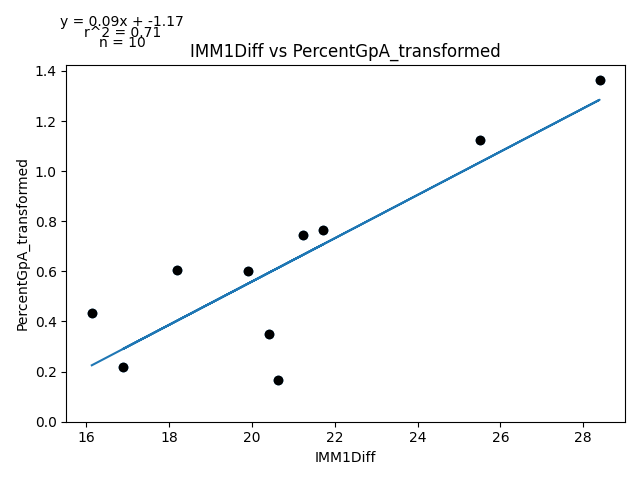 y = 0.09x + -1.17
r^2 = 0.71
n = 10
IMM1Diff vs PercentGpA_transformed
PercentGpA_transformed
1.4
1.2
1.0
0.8
0.6
0.4
0.2
0.0
16 18 20 22 24 26 28
IMM1Diff